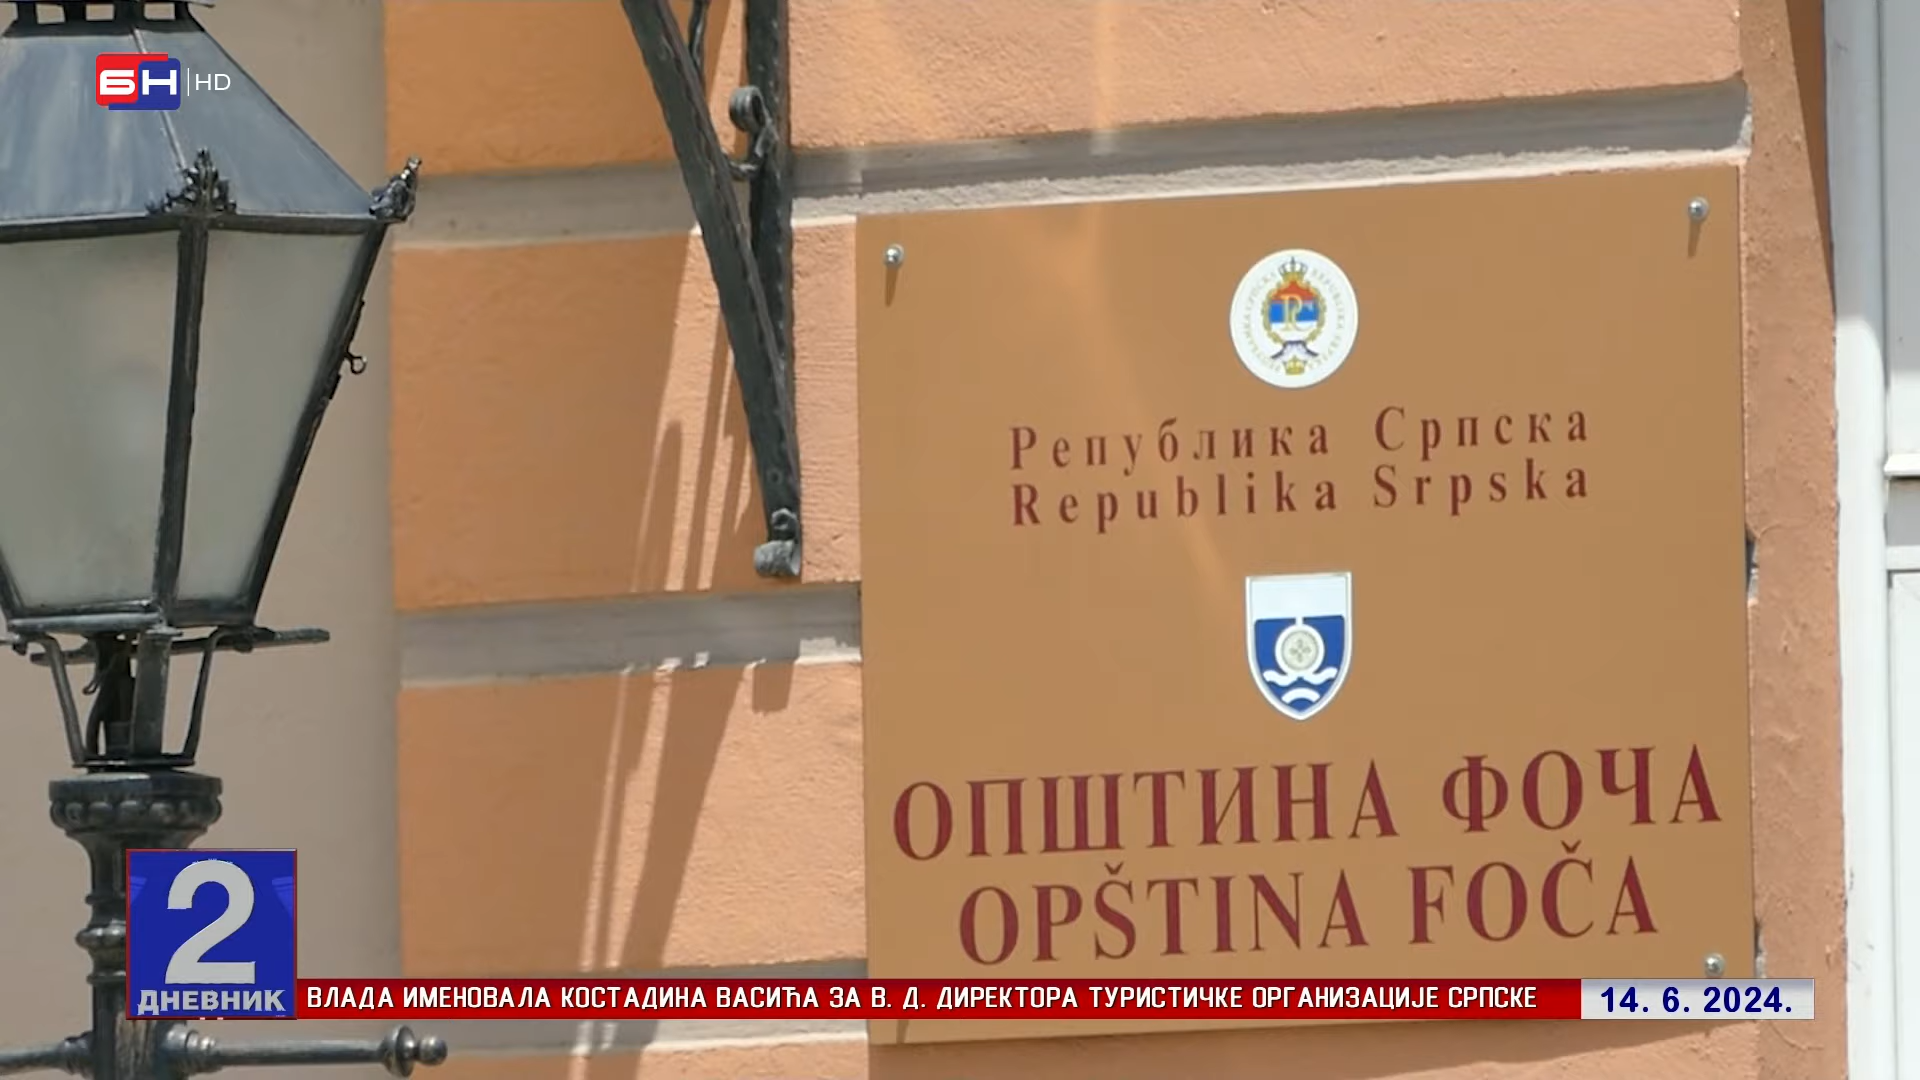 БН HD
Република Српска
Republika Srpska
ОПШТИНА ФОЧА
OPŠTINA FOČA
2
ДНЕВНИК
ВЛАДА ИМЕНОВАЛА КОСТАДИНА ВАСИЋА ЗА В. Д. ДИРЕКТОРА ТУРИСТИЧКЕ ОРГАНИЗАЦИЈЕ СРПСКЕ
14. 6. 2024.